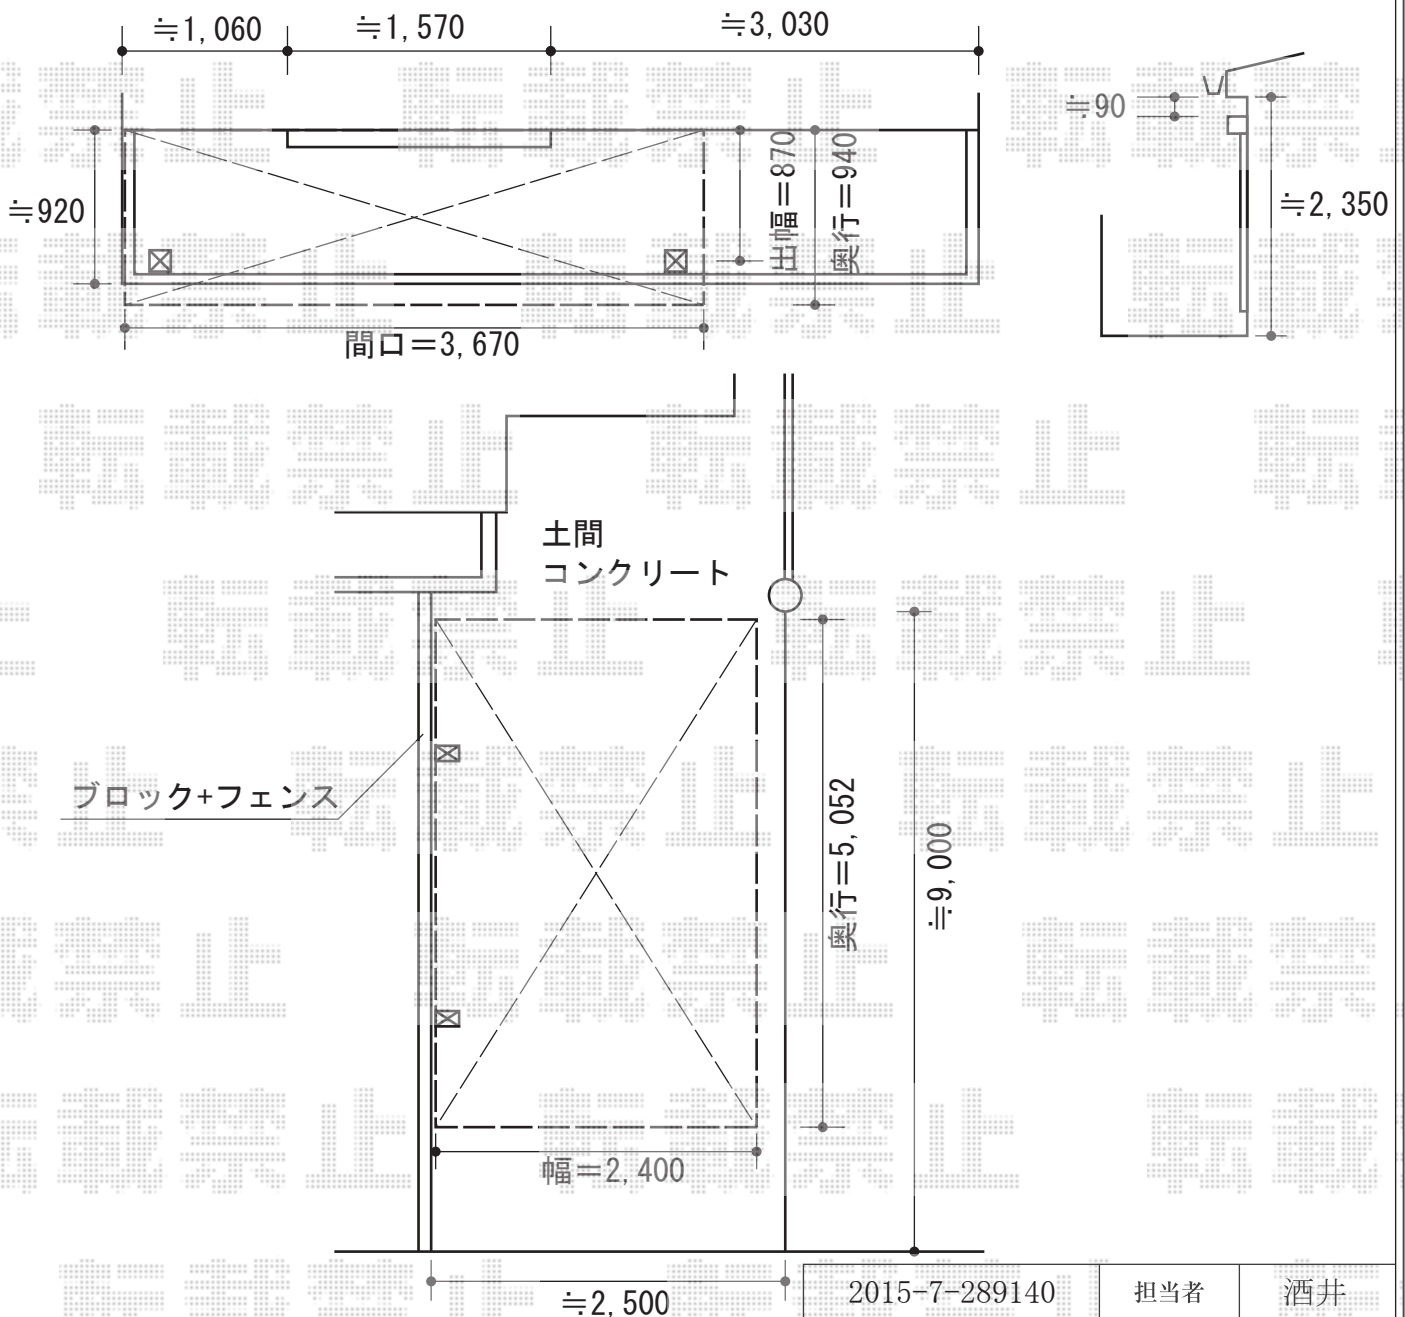 ≒1,060
≒1,570
≒3,030
≒90
≒920
出幅=870
奥行=940
≒2,350
間口=3,670
土間
コンクリート
ブロック+フェンス
奥行=5,052
≒9,000
幅=2,400
≒2,500
2015-7-289140 担当者 酒井
転載禁止